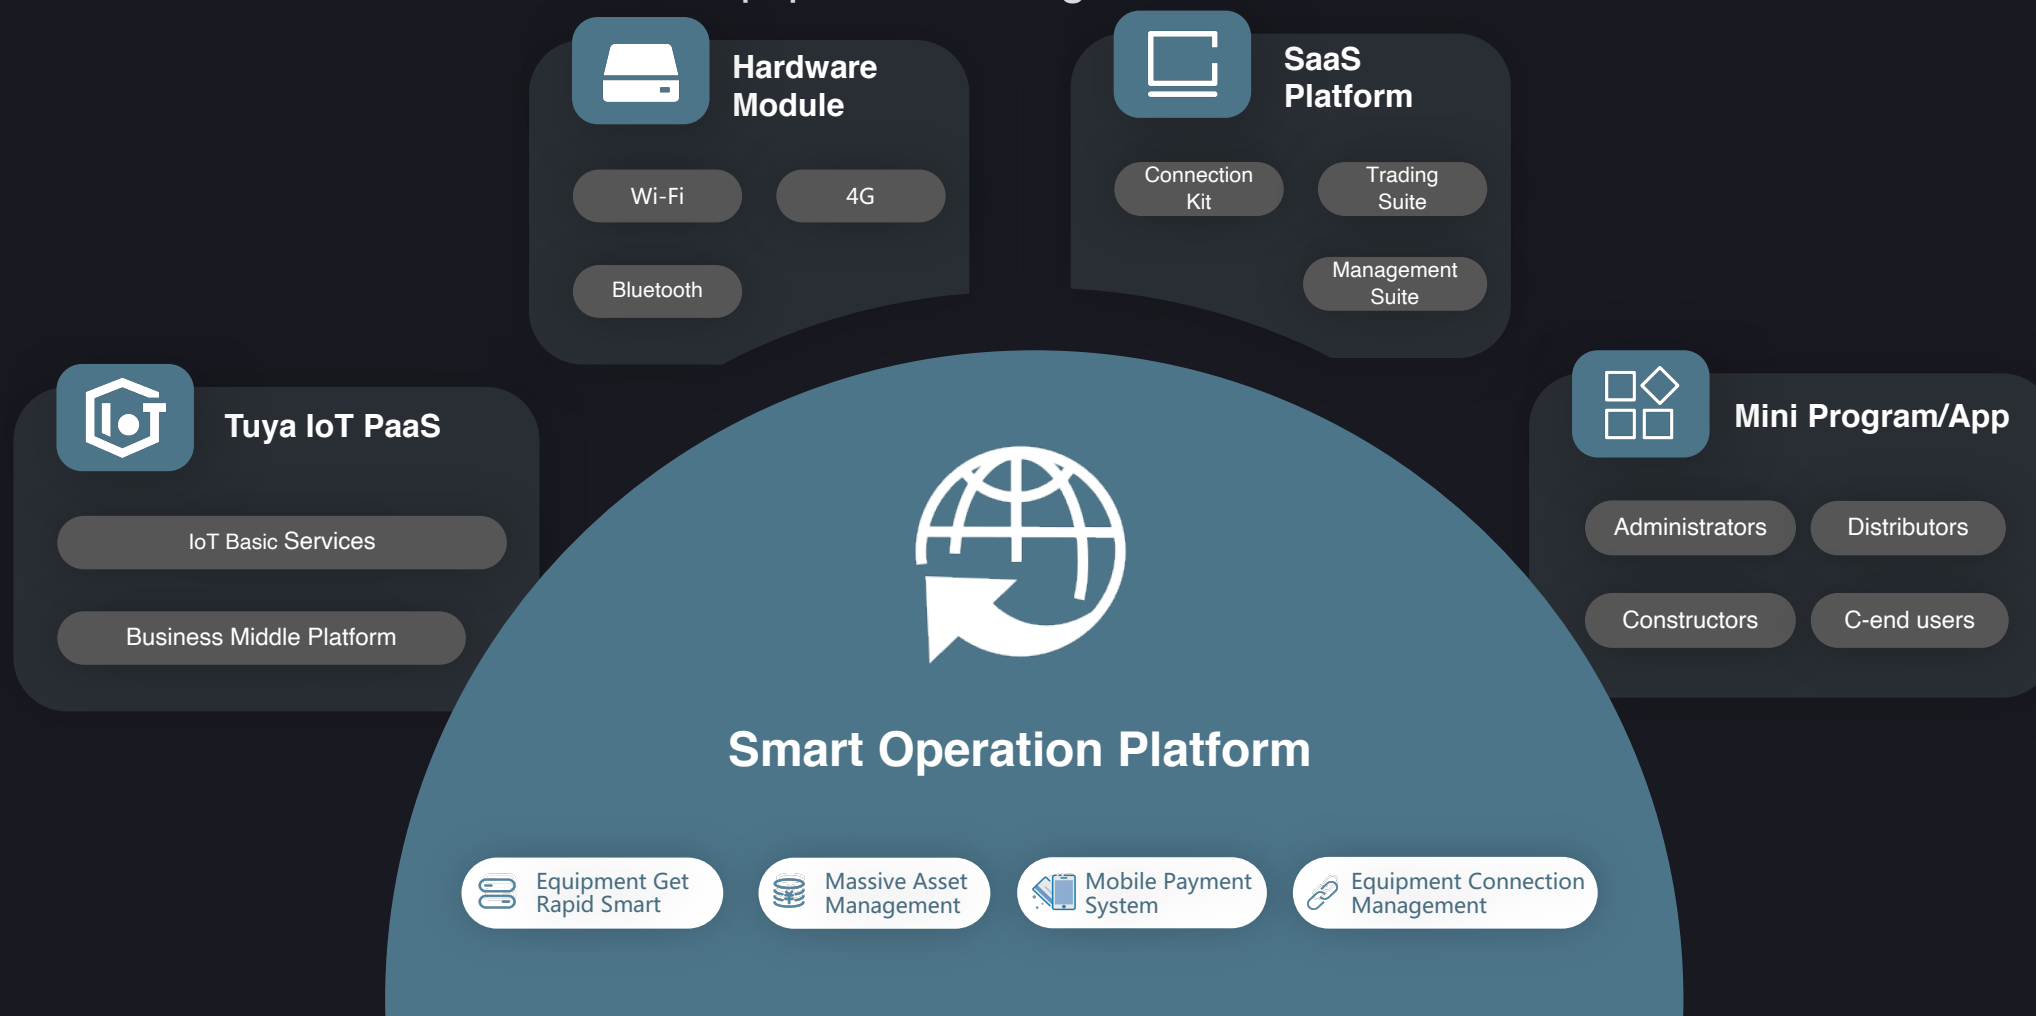 Hardware
Module
Wi-Fi
4G
Bluetooth
SaaS
Platform
Connection
Kit
Trading
Suite
Management
Suite
IoT
Tuya IoT PaaS
IoT Basic Services
Business Middle Platform
Mini Program/App
Administrators
Distributors
Constructors
C-end users
Smart Operation Platform
Equipment Get
Rapid Smart
¥
Massive Asset
Management
Mobile Payment
System
Equipment Connection
Management